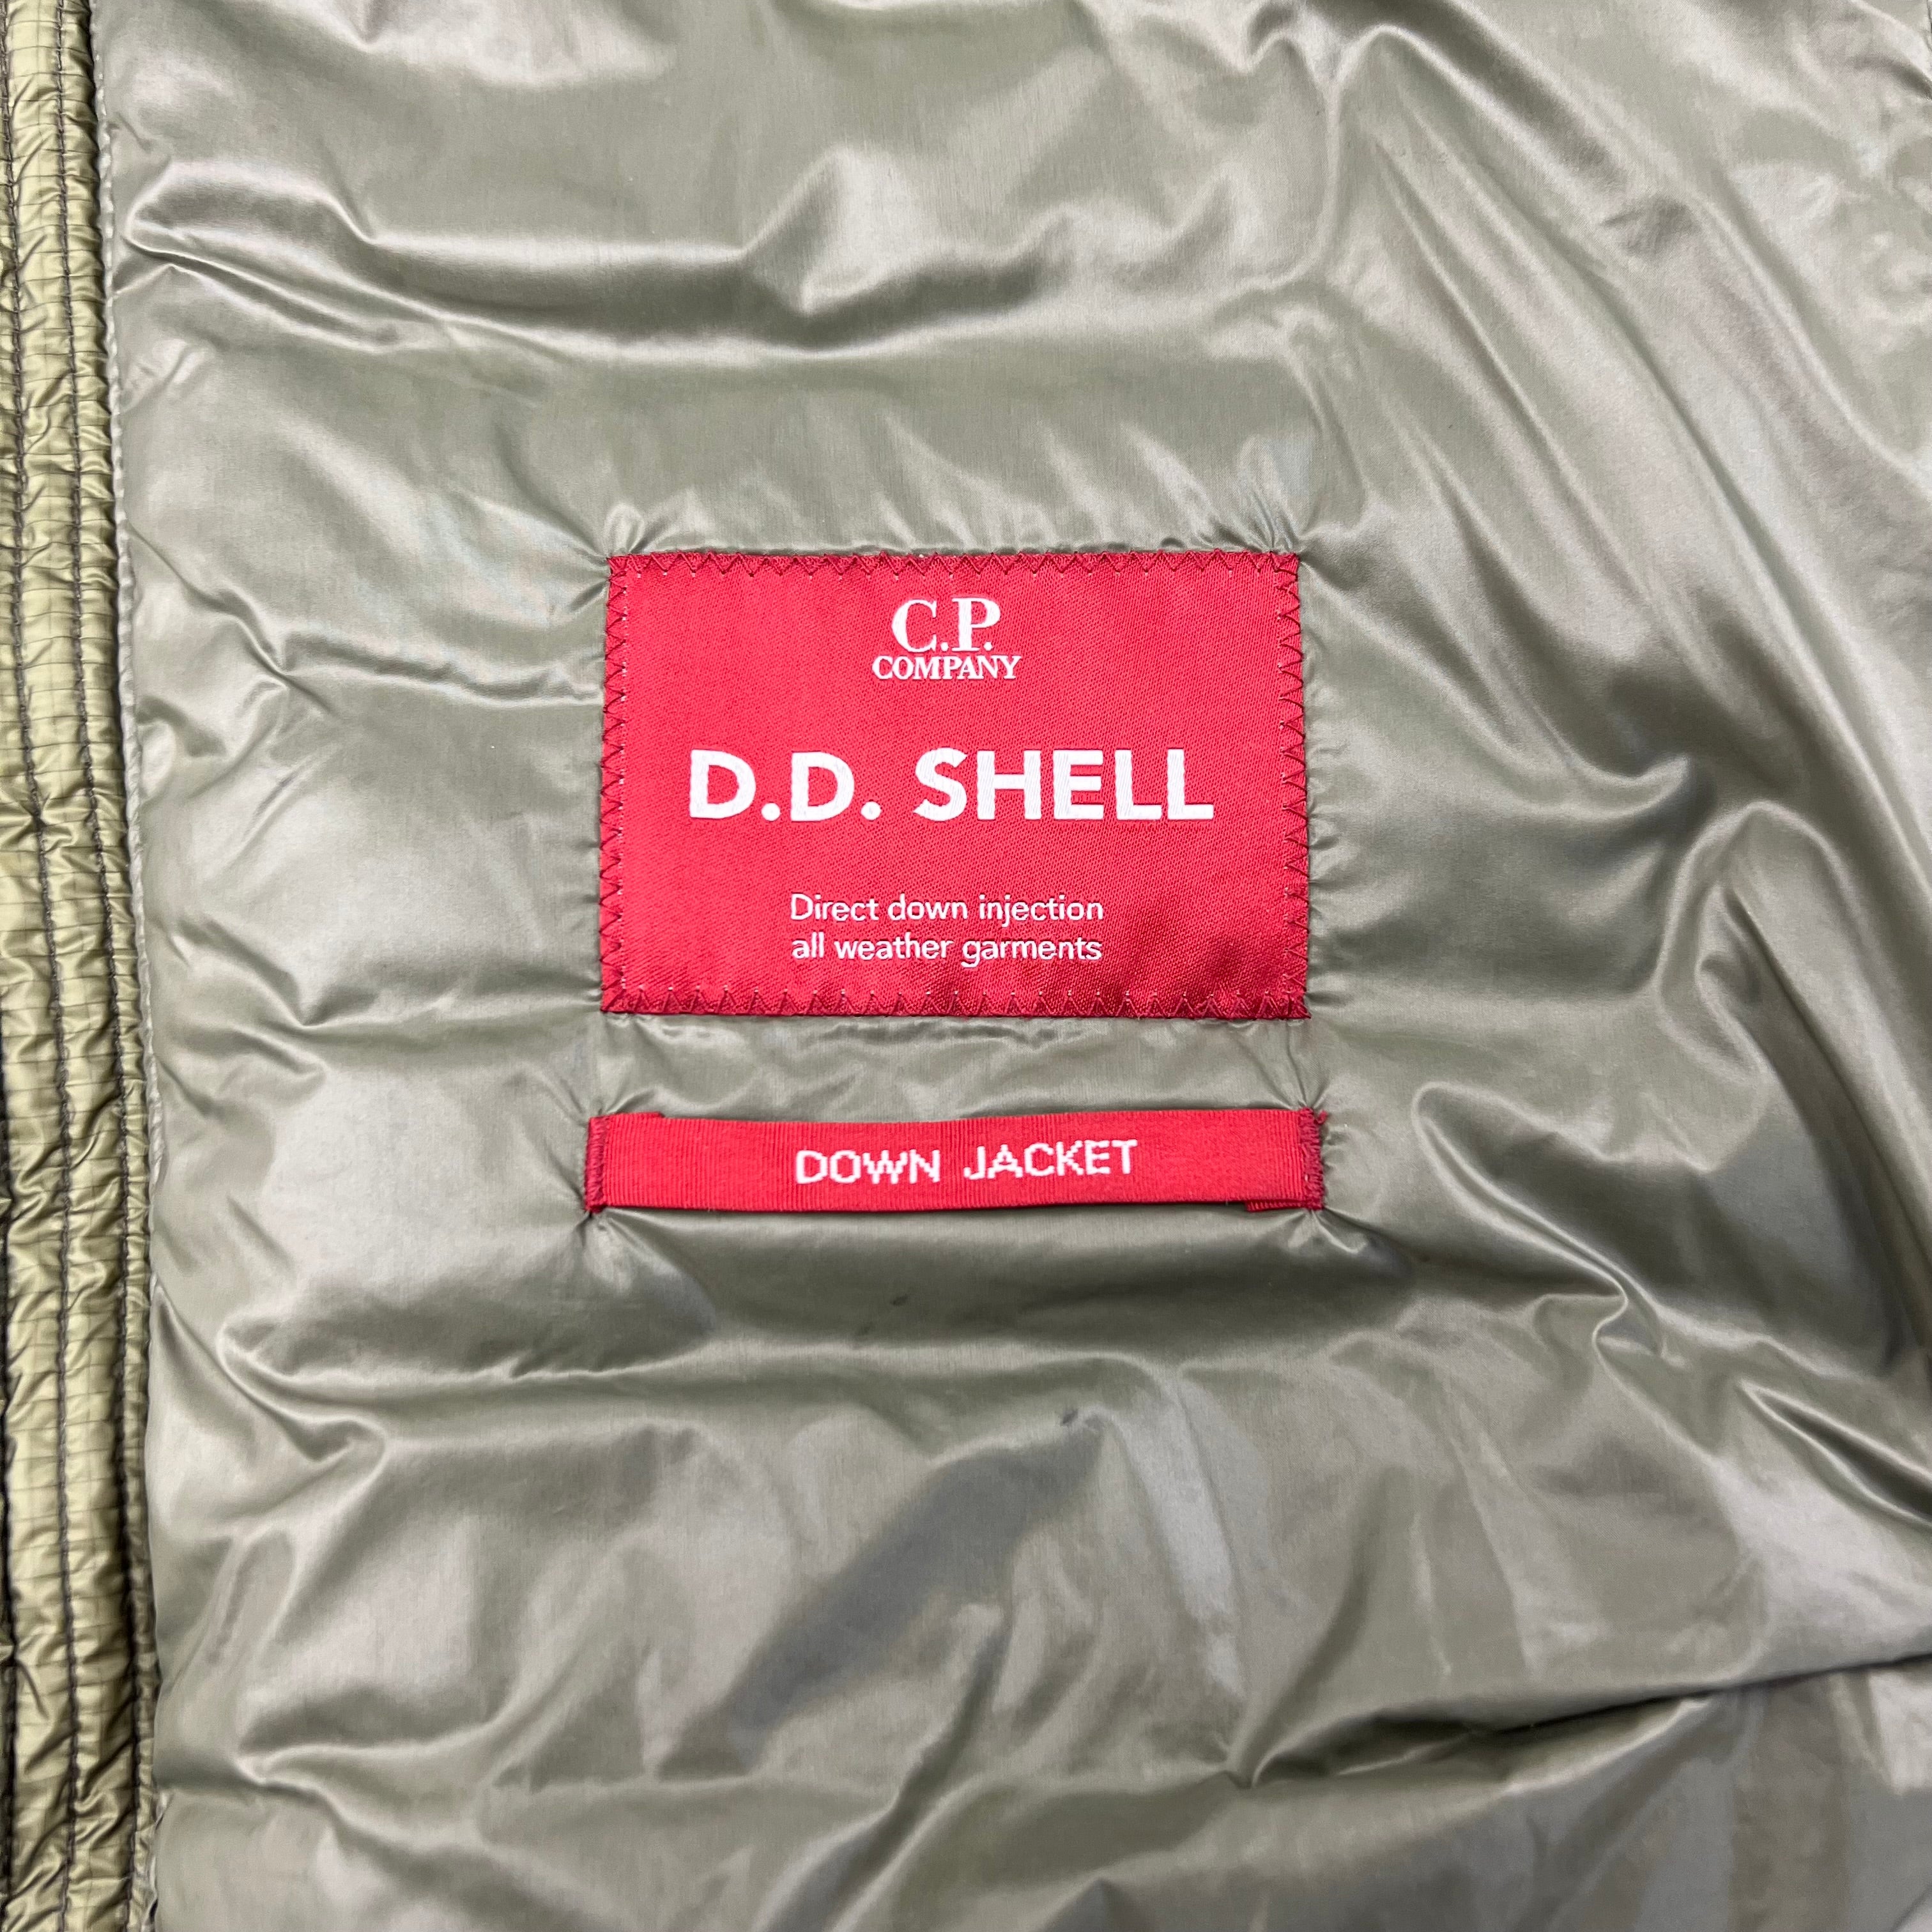 C.P.
COMPANY
D.D. SHELL
Direct down injection
all weather garments
DOWN JACKET